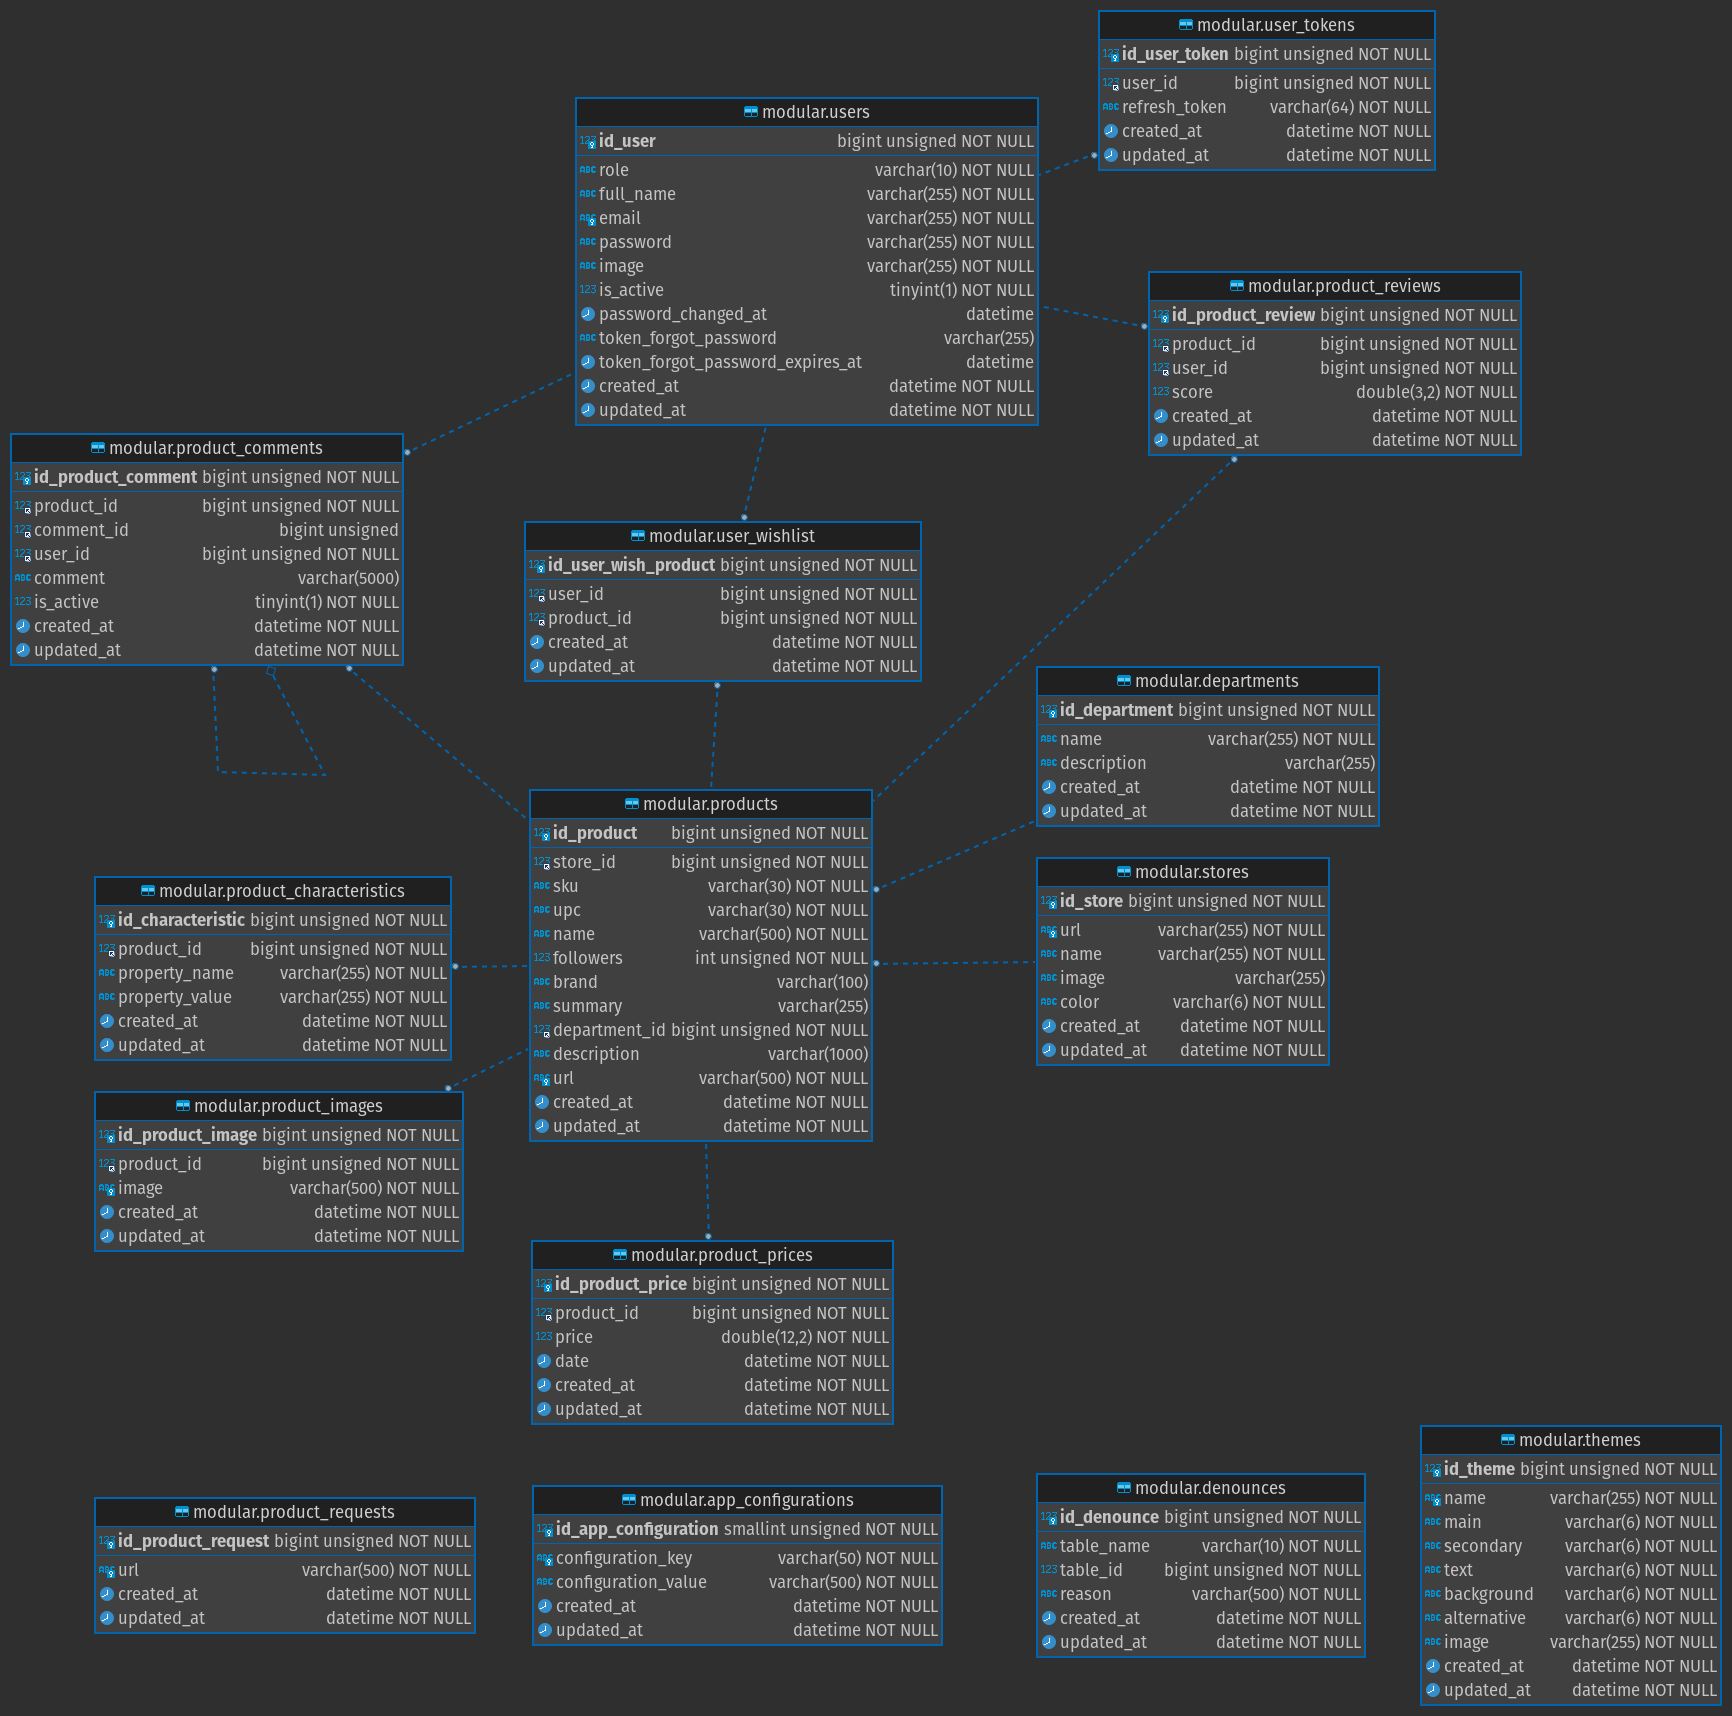 modular.user_tokens
id_user_token bigint unsigned NOT NULL
user_id bigint unsigned NOT NULL
refresh_token varchar(64) NOT NULL
created_at datetime NOT NULL
updated_at datetime NOT NULL
modular.users
id_user bigint unsigned NOT NULL
role varchar(10) NOT NULL
full_name varchar(255) NOT NULL
email varchar(255) NOT NULL
password varchar(255) NOT NULL
image varchar(255) NOT NULL
is_active tinyint(1) NOT NULL
password_changed_at datetime
token_forgot_password varchar(255)
token_forgot_password_expires_at datetime
created_at datetime NOT NULL
updated_at datetime NOT NULL
modular.product_reviews
id_product_review bigint unsigned NOT NULL
product_id bigint unsigned NOT NULL
user_id bigint unsigned NOT NULL
score double(3,2) NOT NULL
created_at datetime NOT NULL
updated_at datetime NOT NULL
modular.product_comments
id_product_comment bigint unsigned NOT NULL
product_id bigint unsigned NOT NULL
comment_id bigint unsigned
user_id bigint unsigned NOT NULL
comment varchar(5000)
is_active tinyint(1) NOT NULL
created_at datetime NOT NULL
updated_at datetime NOT NULL
modular.user_wishlist
id_user_wish_product bigint unsigned NOT NULL
user_id bigint unsigned NOT NULL
product_id bigint unsigned NOT NULL
created_at datetime NOT NULL
updated_at datetime NOT NULL
modular.departments
id_department bigint unsigned NOT NULL
name varchar(255) NOT NULL
description varchar(255)
created_at datetime NOT NULL
updated_at datetime NOT NULL
modular.products
id_product bigint unsigned NOT NULL
store_id bigint unsigned NOT NULL
sku varchar(30) NOT NULL
upc varchar(30) NOT NULL
name varchar(500) NOT NULL
followers int unsigned NOT NULL
brand varchar(100)
summary varchar(255)
department_id bigint unsigned NOT NULL
description varchar(1000)
url varchar(500) NOT NULL
created_at datetime NOT NULL
updated_at datetime NOT NULL
modular.stores
id_store bigint unsigned NOT NULL
url varchar(255) NOT NULL
name varchar(255) NOT NULL
image varchar(255)
color varchar(6) NOT NULL
created_at datetime NOT NULL
updated_at datetime NOT NULL
modular.product_characteristics
id_characteristic bigint unsigned NOT NULL
product_id bigint unsigned NOT NULL
property_name varchar(255) NOT NULL
property_value varchar(255) NOT NULL
created_at datetime NOT NULL
updated_at datetime NOT NULL
modular.product_images
id_product_image bigint unsigned NOT NULL
product_id bigint unsigned NOT NULL
image varchar(500) NOT NULL
created_at datetime NOT NULL
updated_at datetime NOT NULL
modular.product_prices
id_product_price bigint unsigned NOT NULL
product_id bigint unsigned NOT NULL
price double(12,2) NOT NULL
date datetime NOT NULL
created_at datetime NOT NULL
updated_at datetime NOT NULL
modular.product_requests
id_product_request bigint unsigned NOT NULL
url varchar(500) NOT NULL
created_at datetime NOT NULL
updated_at datetime NOT NULL
modular.app_configurations
id_app_configuration smallint unsigned NOT NULL
configuration_key varchar(50) NOT NULL
configuration_value varchar(500) NOT NULL
created_at datetime NOT NULL
updated_at datetime NOT NULL
modular.denounces
id_denounce bigint unsigned NOT NULL
table_name varchar(10) NOT NULL
table_id bigint unsigned NOT NULL
reason varchar(500) NOT NULL
created_at datetime NOT NULL
updated_at datetime NOT NULL
modular.themes
id_theme bigint unsigned NOT NULL
name varchar(255) NOT NULL
main varchar(6) NOT NULL
secondary varchar(6) NOT NULL
text varchar(6) NOT NULL
background varchar(6) NOT NULL
alternative varchar(6) NOT NULL
image varchar(255) NOT NULL
created_at datetime NOT NULL
updated_at datetime NOT NULL